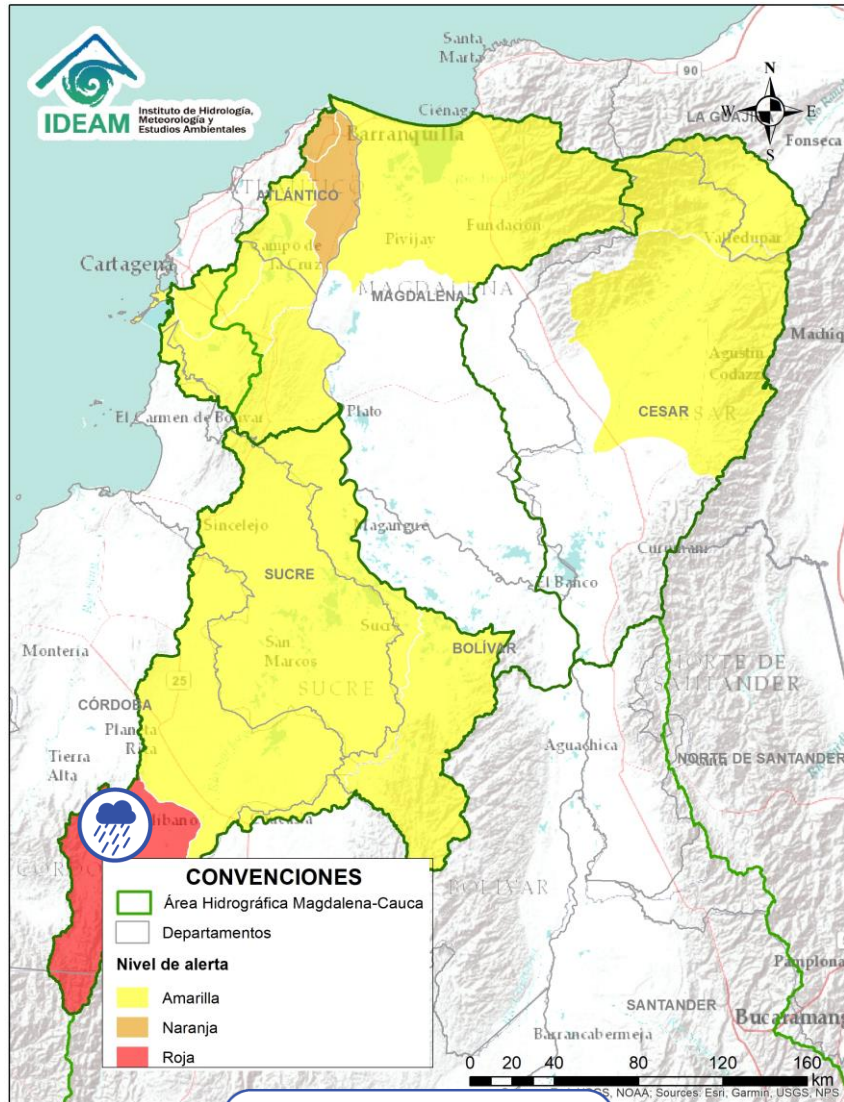 IDEAM
Instituto de Hidrología,
Meteorología y
Estudios Ambientales
Santa
Marta
90
N
W
E
S
LA GUAJIRA
Fonseca
Ciénaga
Barranquilla
ATLÁNTICO
Campo de
la Cruz
Pivijay
Fundación
Valledupar
Cartagena
MAGDALENA
MAGDALENA
Agustín
Codazzi
CESAR
El Carmen de Bolívar
Plato
Sincelejo
Magangue
Curumaní
SUCRE
El Banco
Sucre
San
Marcos
BOLÍVAR
Montería
25
SUCRE
NORTE DE
SANTANDER
CÓRDOBA
Planeta
Rica
Aguachica
Tierra
Alta
NORTE DE SANTANDER
CONVENCIONES
Área Hidrográfica Magdalena-Cauca
Departamentos
Nivel de alerta
Amarilla
Naranja
Roja
BOLÍVAR
Pamplona
SANTANDER
Barrancabermeja
0 20 40 80 120 160
km
NOAA; Sources: Esri, Garmin, USGS, NPS